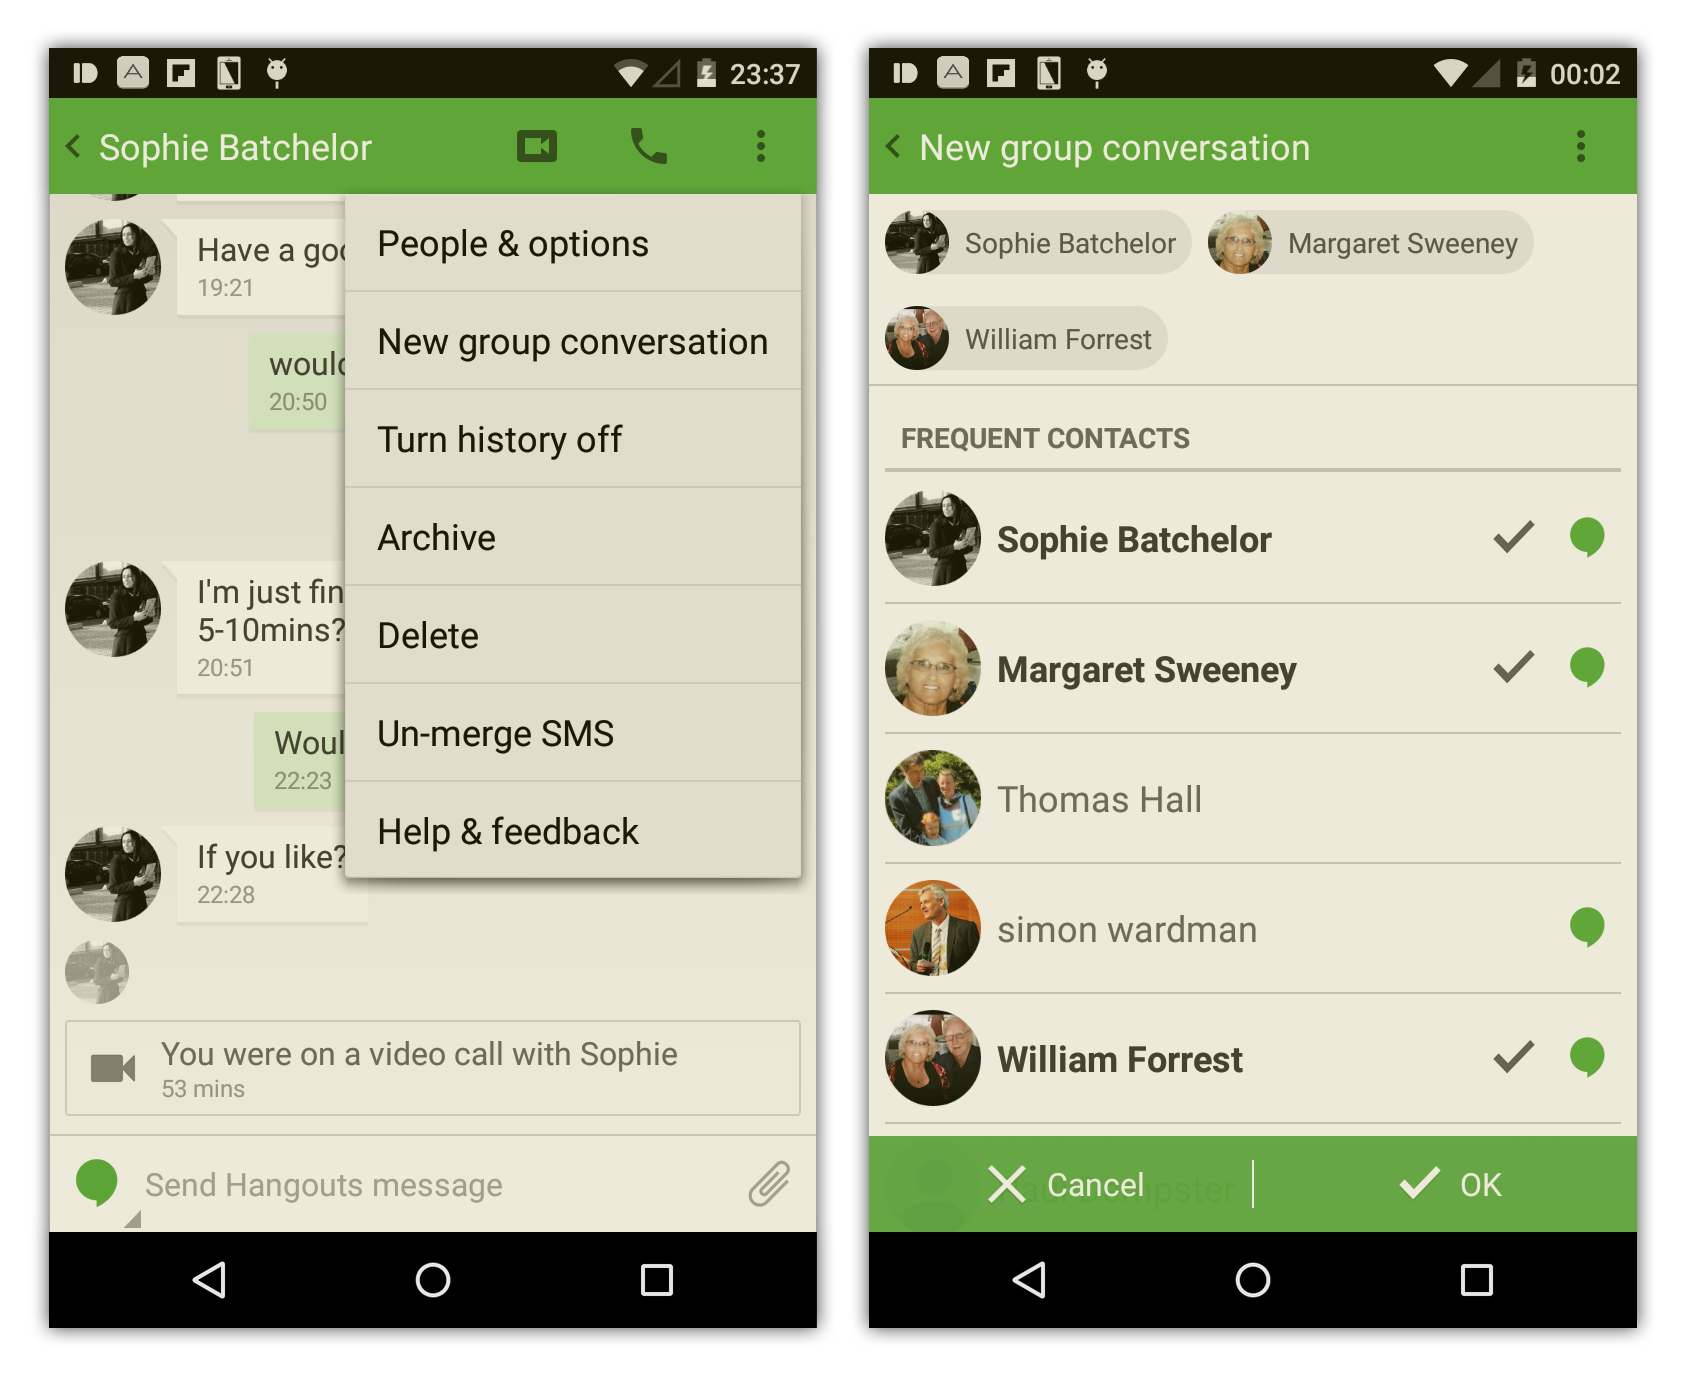 23:37
Sophie Batchelor
People & options
New group conversation
Turn history off
Archive
Delete
Un-merge SMS
Help & feedback
Have a goo
19:21
would
20:50
I'm just fin
5-10mins?
20:51
Woul
22:23
If you like?
22:28
You were on a video call with Sophie
53 mins
Send Hangouts message
00:02
New group conversation
Sophie Batchelor
Margaret Sweeney
William Forrest
FREQUENT CONTACTS
Sophie Batchelor
Margaret Sweeney
Thomas Hall
simon wardman
William Forrest
Cancel
OK